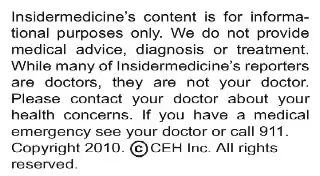 Insidermedicine's content is for informa-
tional purposes only. We do not provide
medical advice, diagnosis or treatment.
While many of Insidermedicine's reporters
are doctors, they are not your doctor.
Please contact your doctor about your
health concerns. If you have a medical
emergency see your doctor or call 911.
Copyright 2010. ©CEH Inc. All rights
reserved.